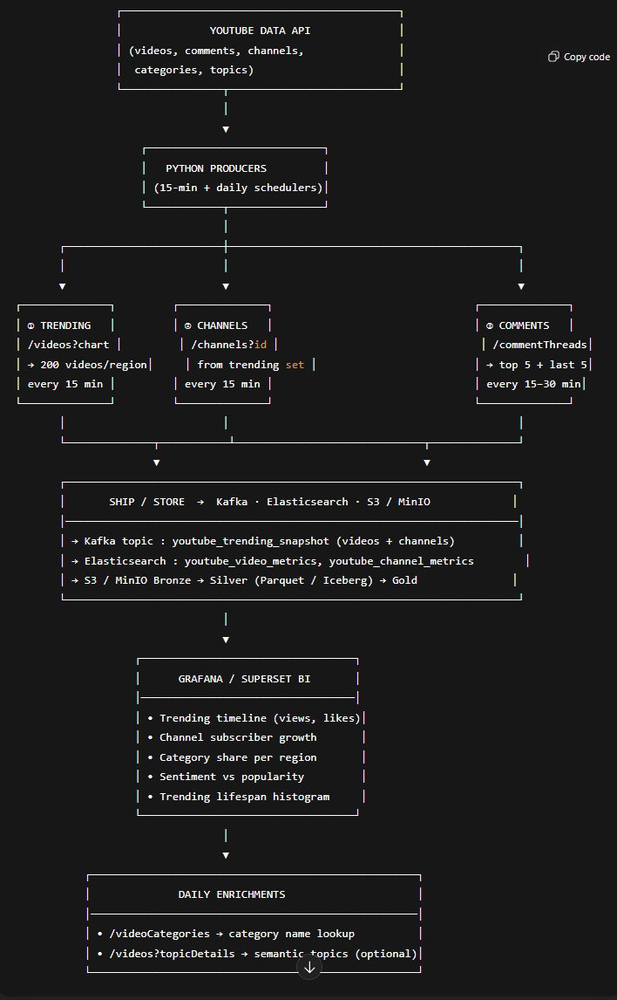 YOUTUBE DATA API
(videos, comments, channels,
categories, topics)
Copy code
▼
PYTHON PRODUCERS
(15-min + daily schedulers)
▼ ▼ ▼
① TRENDING ② CHANNELS ③ COMMENTS
/videos?chart /channels?id /commentThreads
→ 200 videos/region from trending set → top 5 + last 5
every 15 min every 15 min every 15–30 min
▼ ▼
SHIP / STORE → Kafka · Elasticsearch · S3 / MinIO
→ Kafka topic : youtube_trending_snapshot (videos + channels)
→ Elasticsearch : youtube_video_metrics, youtube_channel_metrics
→ S3 / MinIO Bronze → Silver (Parquet / Iceberg) → Gold
▼
GRAFANA / SUPERSET BI
• Trending timeline (views, likes)
• Channel subscriber growth
• Category share per region
• Sentiment vs popularity
• Trending lifespan histogram
▼
DAILY ENRICHMENTS
• /videoCategories → category name lookup
• /videos?topicDetails → semantic topics (optional)